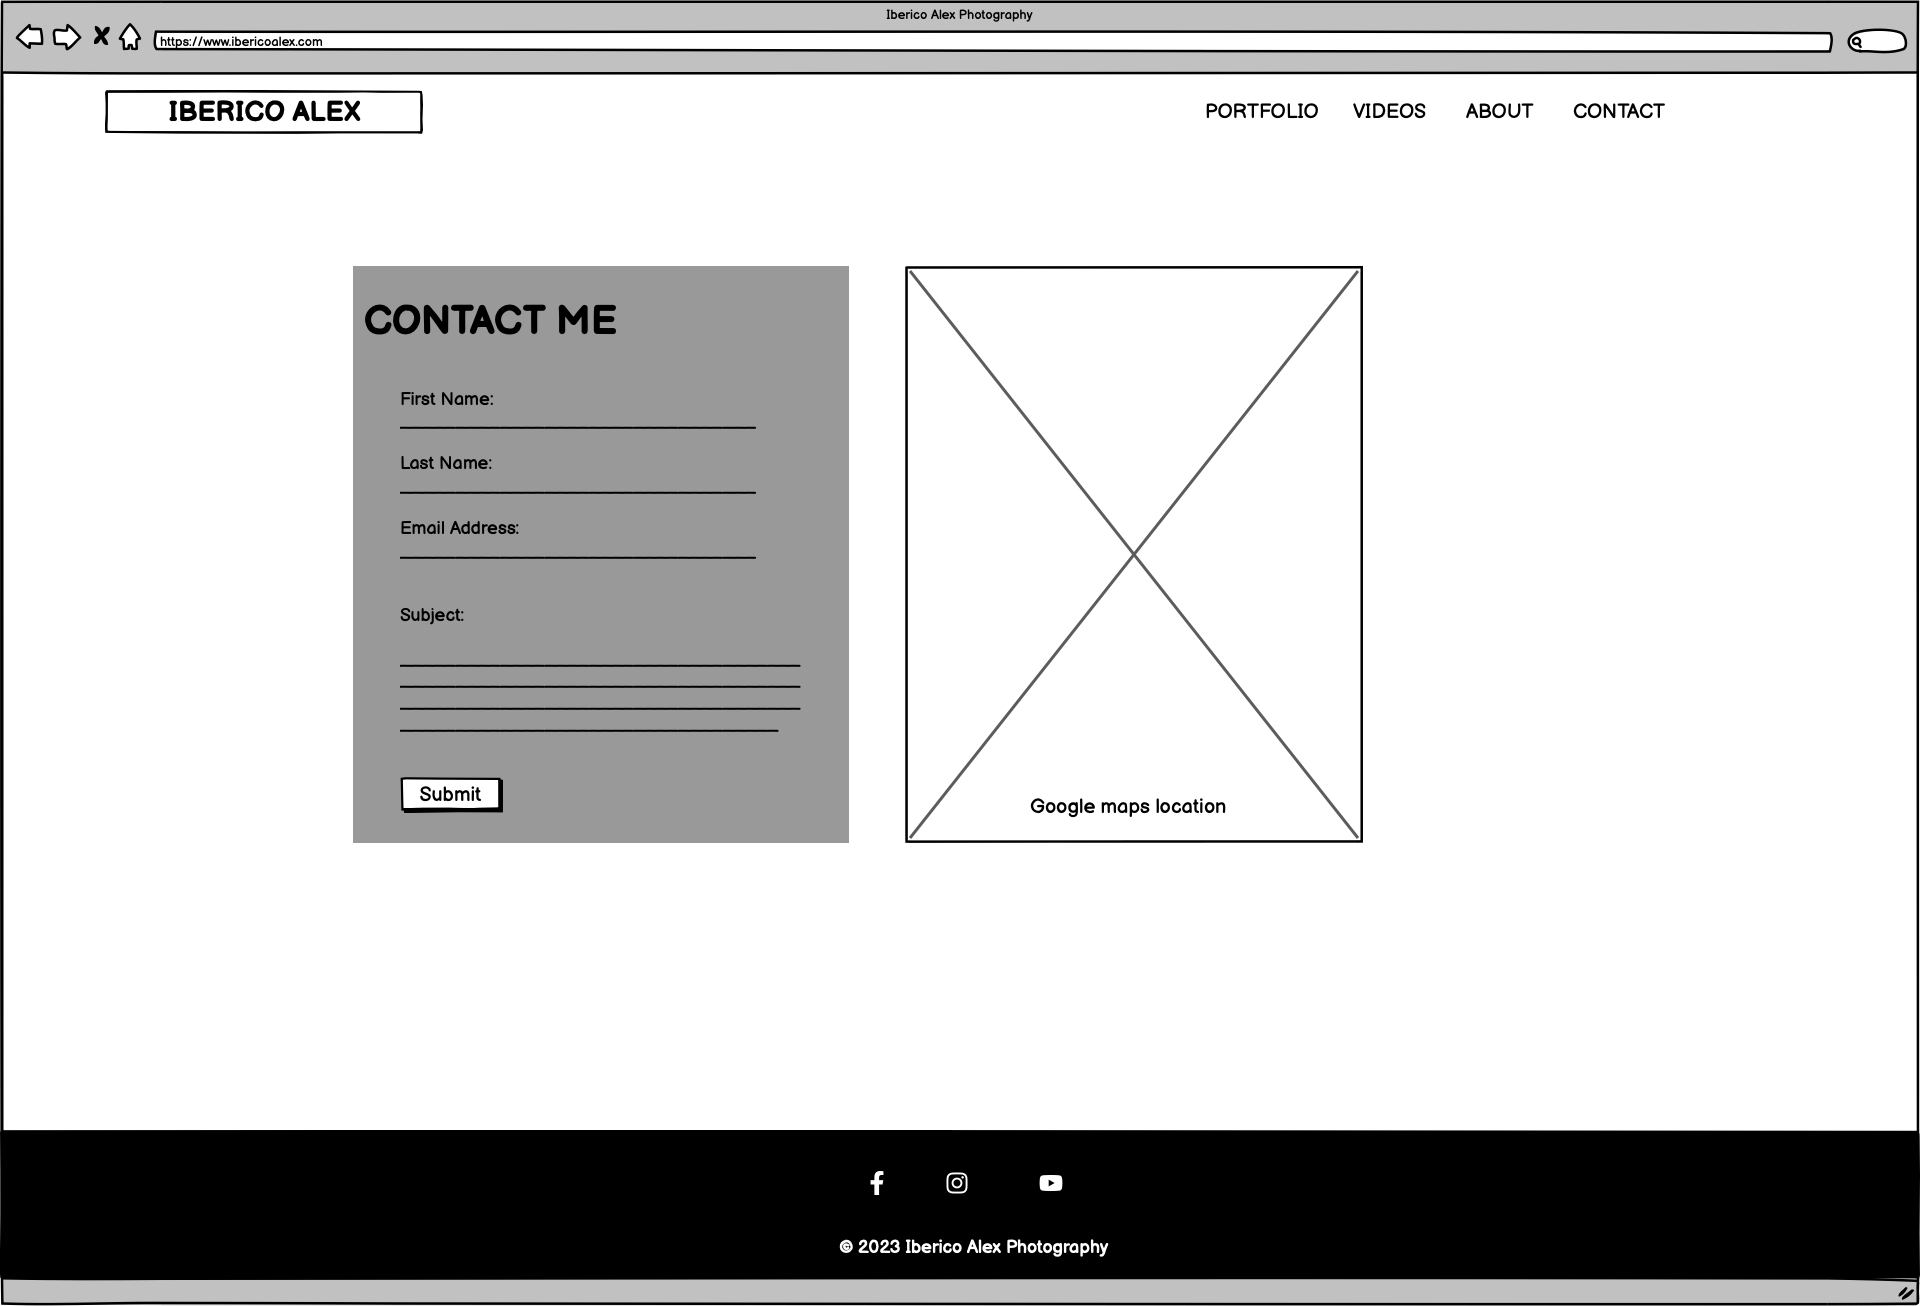 Iberico Alex Photography
https://www.ibericoalex.com
IBERICO ALEX
PORTFOLIO VIDEOS ABOUT CONTACT
CONTACT ME
First Name:
Last Name:
Email Address:
Subject:
Submit
Google maps location
© 2023 Iberico Alex Photography